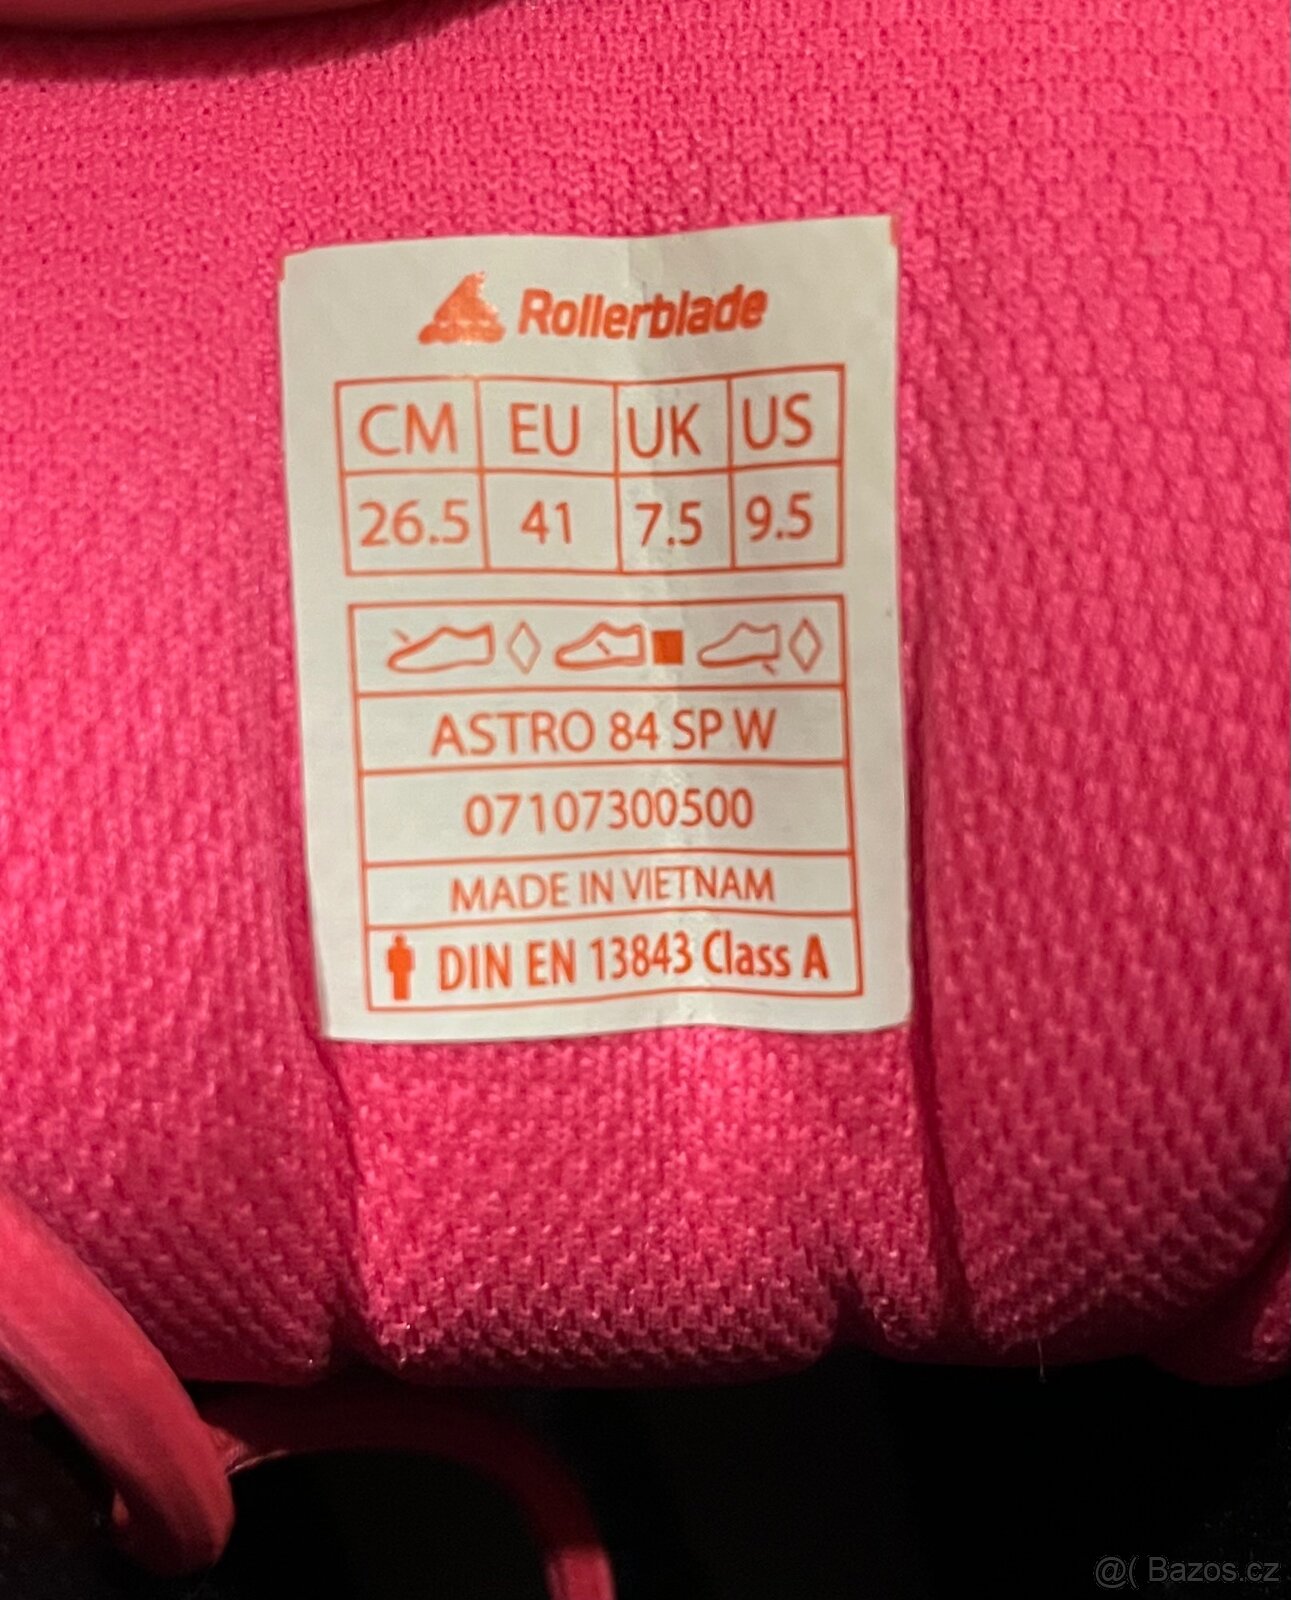 Rollerblade
CM EU UK US
26.5 41 7.5 9.5
ASTRO 84 SP W
07107300500
MADE IN VIETNAM
DIN EN 13843 Class A
@( Bazos.cz